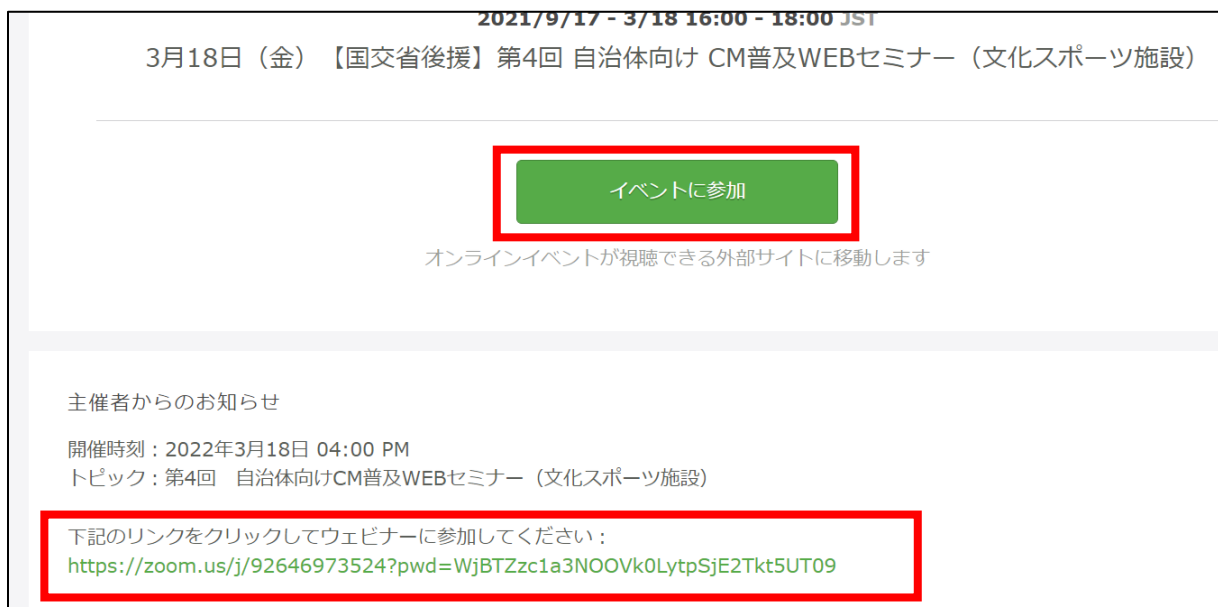 2021/9/17 - 3/18 16:00 - 18:00 JST
3月18日（金）【国交省後援】第4回 自治体向け CM普及WEBセミナー（文化スポーツ施設）
イベントに参加
オンラインイベントが視聴できる外部サイトに移動します
主催者からのお知らせ
開催時刻：2022年3月18日 04:00 PM
トピック：第4回　自治体向けCM普及WEBセミナー（文化スポーツ施設）
下記のリンクをクリックしてウェビナーに参加してください：
https://zoom.us/j/92646973524?pwd=WjBTZzc1a3NOOVk0LytpSjE2Tkt5UT09